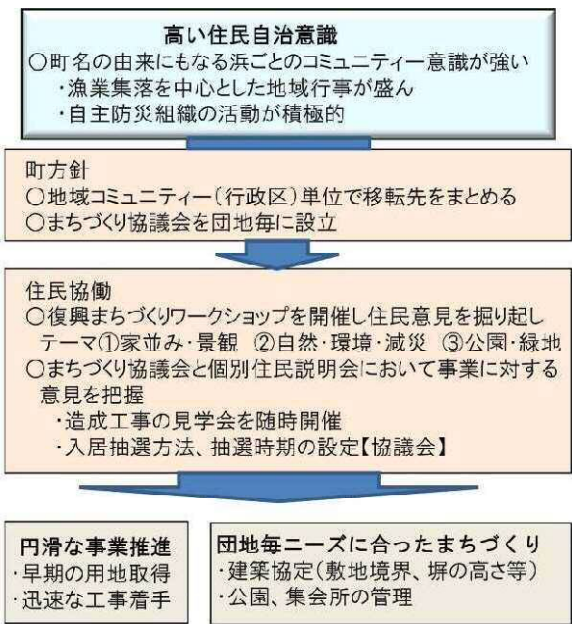 高い住民自治意識
○町名の由来にもなる浜ごとのコミュニティー意識が強い
・漁業集落を中心とした地域行事が盛ん
・自主防災組織の活動が積極的
町方針
○地域コミュニティー(行政区)単位で移転先をまとめる
○まちづくり協議会を団地毎に設立
住民協働
○復興まちづくりワークショップを開催し住民意見を掘り起し
テーマ①家並み・景観 ②自然・環境・減災 ③公園・緑地
○まちづくり協議会と個別住民説明会において事業に対する
意見を把握
・造成工事の見学会を随時開催
・入居抽選方法、抽選時期の設定【協議会】
円滑な事業推進
・早期の用地取得
・迅速な工事着手
団地毎ニーズに合ったまちづくり
・建築協定(敷地境界、塀の高さ等)
・公園、集会所の管理